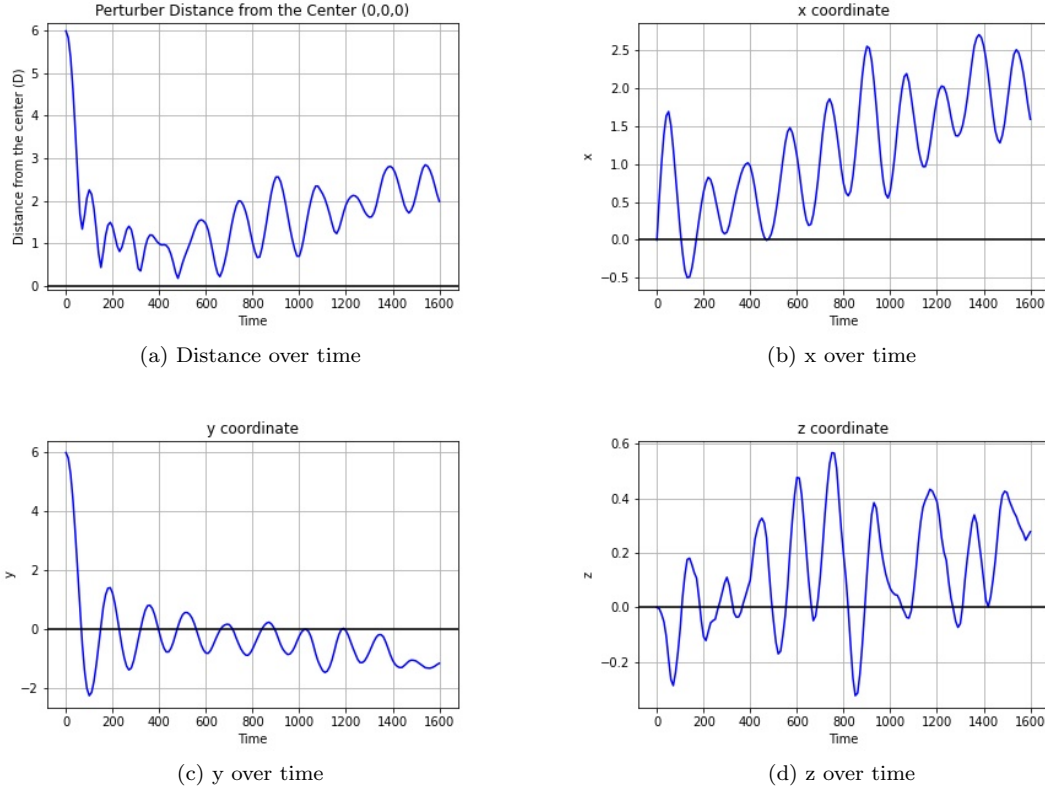 Perturber Distance from the Center (0,0,0)
Distance from the center (D)
6
5
4
3
2
1
0
0 200 400 600 800 1000 1200 1400 1600
Time
(a) Distance over time
x coordinate
x
2.5
2.0
1.5
1.0
0.5
0.0
−0.5
0 200 400 600 800 1000 1200 1400 1600
Time
(b) x over time
y coordinate
y
6
4
2
0
−2
0 200 400 600 800 1000 1200 1400 1600
Time
(c) y over time
z coordinate
z
0.6
0.4
0.2
0.0
−0.2
0 200 400 600 800 1000 1200 1400 1600
Time
(d) z over time